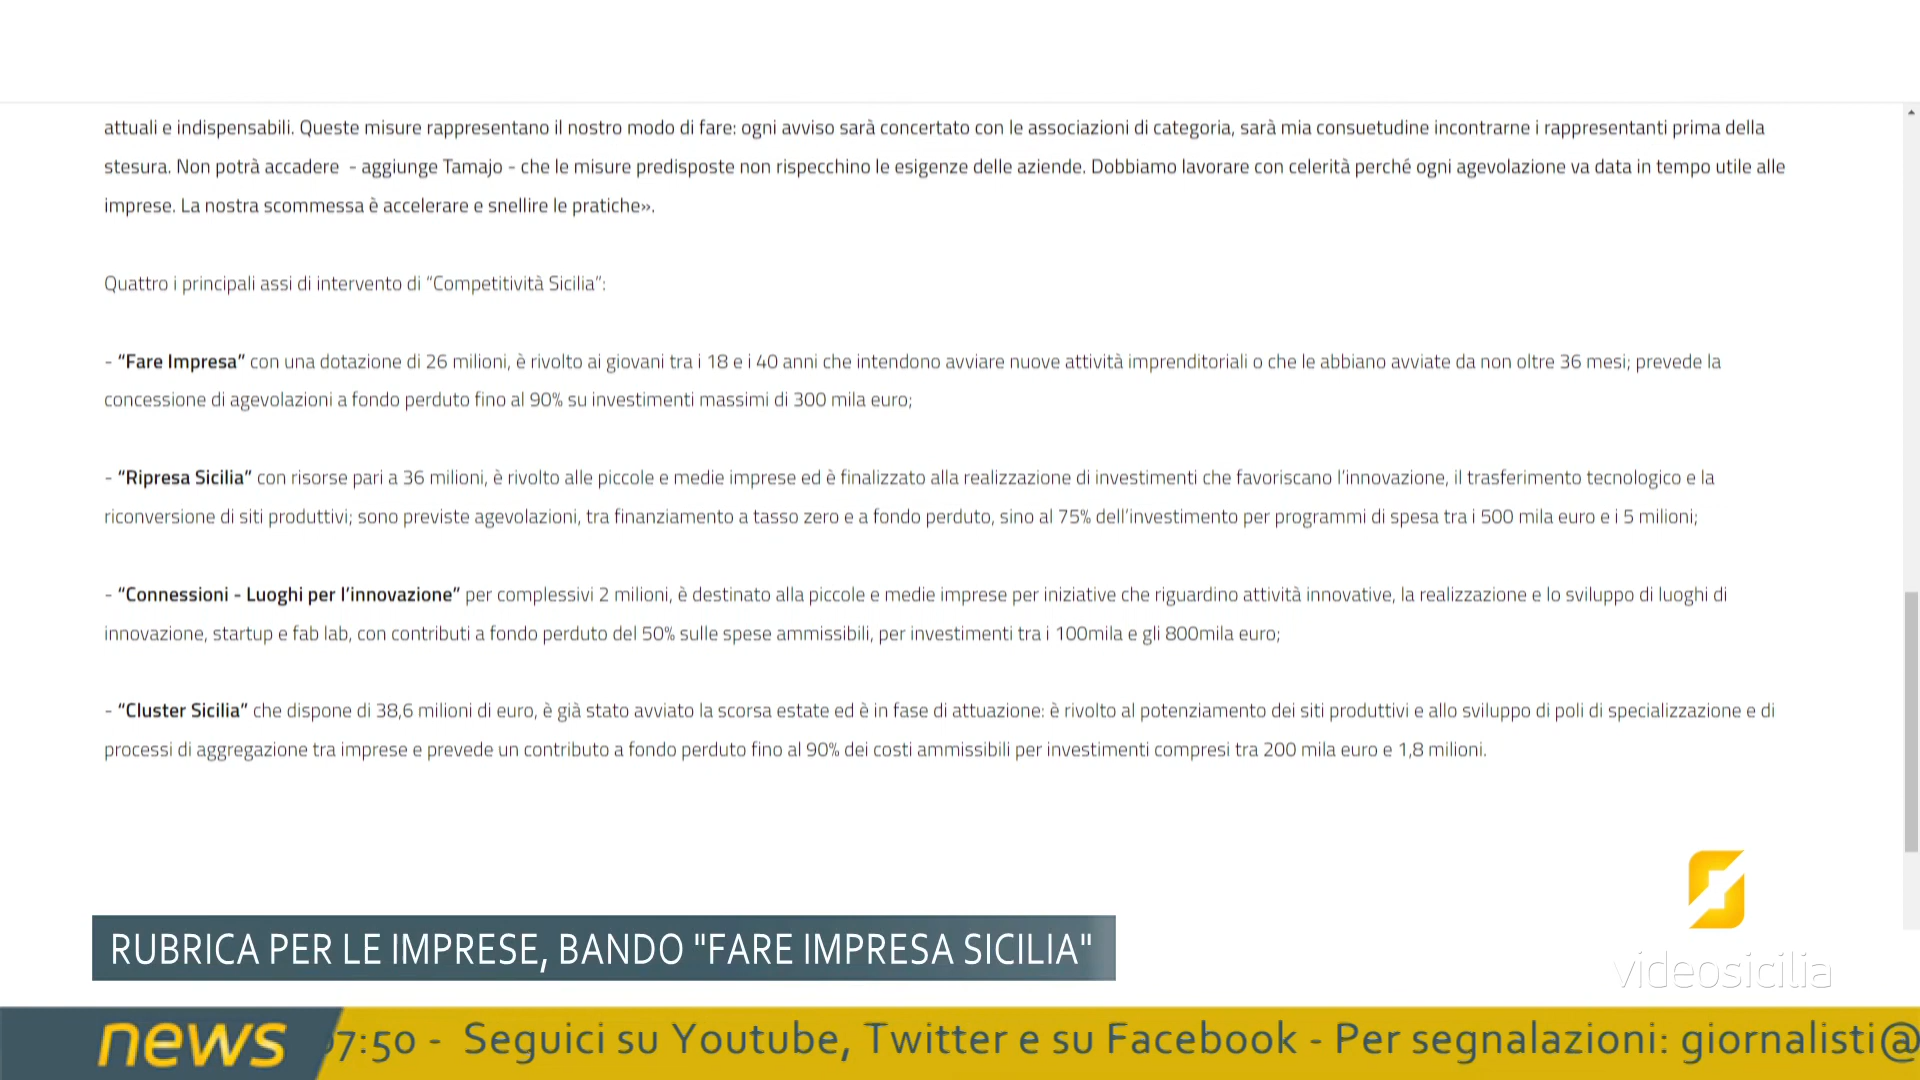 attuali e indispensabili. Queste misure rappresentano il nostro modo di fare: ogni avviso sarà concertato con le associazioni di categoria, sarà mia consuetudine incontrarne i rappresentanti prima della
stesura. Non potrà accadere - aggiunge Tamajo - che le misure predisposte non rispecchino le esigenze delle aziende. Dobbiamo lavorare con celerità perché ogni agevolazione va data in tempo utile alle
imprese. La nostra scommessa è accelerare e snellire le pratiche».
Quattro i principali assi di intervento di “Competitività Sicilia”:
- “Fare Impresa” con una dotazione di 26 milioni, è rivolto ai giovani tra i 18 e i 40 anni che intendono avviare nuove attività imprenditoriali o che le abbiano avviate da non oltre 36 mesi; prevede la
concessione di agevolazioni a fondo perduto fino al 90% su investimenti massimi di 300 mila euro;
- “Ripresa Sicilia” con risorse pari a 36 milioni, è rivolto alle piccole e medie imprese ed è finalizzato alla realizzazione di investimenti che favoriscano l’innovazione, il trasferimento tecnologico e la
riconversione di siti produttivi; sono previste agevolazioni, tra finanziamento a tasso zero e a fondo perduto, sino al 75% dell’investimento per programmi di spesa tra i 500 mila euro e i 5 milioni;
- “Connessioni - Luoghi per l’innovazione” per complessivi 2 milioni, è destinato alla piccole e medie imprese per iniziative che riguardino attività innovative, la realizzazione e lo sviluppo di luoghi di
innovazione, startup e fab lab, con contributi a fondo perduto del 50% sulle spese ammissibili, per investimenti tra i 100mila e gli 800mila euro;
- “Cluster Sicilia” che dispone di 38,6 milioni di euro, è già stato avviato la scorsa estate ed è in fase di attuazione: è rivolto al potenziamento dei siti produttivi e allo sviluppo di poli di specializzazione e di
processi di aggregazione tra imprese e prevede un contributo a fondo perduto fino al 90% dei costi ammissibili per investimenti compresi tra 200 mila euro e 1,8 milioni.
RUBRICA PER LE IMPRESE, BANDO "FARE IMPRESA SICILIA"
videosicilia
news 07:50 - Seguici su Youtube, Twitter e su Facebook - Per segnalazioni: giornalisti@